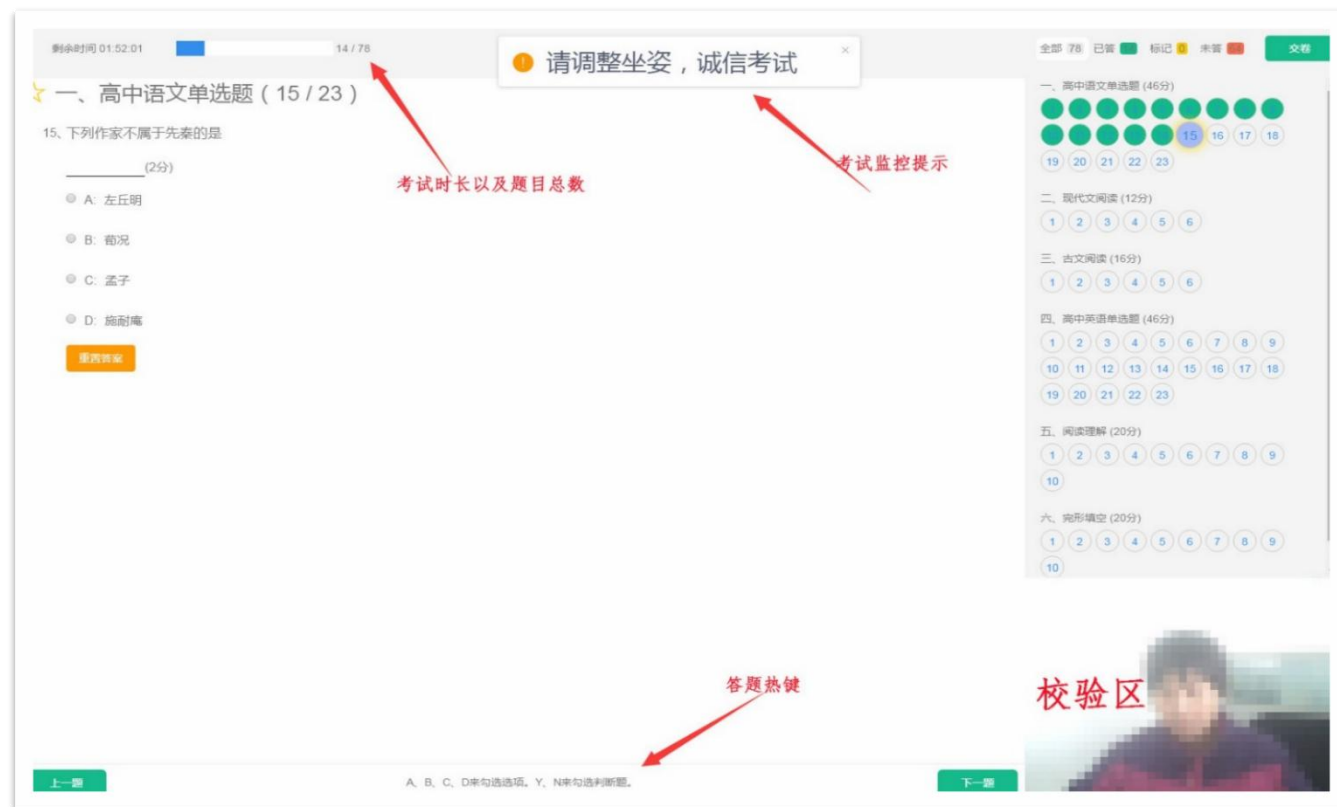 剩余时间 01:52:01
14 / 78
请调整坐姿，诚信考试
×
全部 78 已答 标记 0 未答 64
交卷
一、高中语文单选题 ( 15 / 23 )
15、下列作家不属于先秦的是
(2分)
A: 左丘明
B: 荀况
C: 孟子
D: 施耐庵
重置答案
考试时长以及题目总数
考试监控提示
一、高中语文单选题 (46分)
15 16 17 18
19 20 21 22 23
二、现代文阅读 (12分)
1 2 3 4 5 6
三、古文阅读 (16分)
1 2 3 4 5 6
四、高中英语单选题 (46分)
1 2 3 4 5 6 7 8 9
10 11 12 13 14 15 16 17 18
19 20 21 22 23
五、阅读理解 (20分)
1 2 3 4 5 6 7 8 9
10
六、完形填空 (20分)
1 2 3 4 5 6 7 8 9
10
校验区
答题热键
上一题
A、B、C、D来勾选选项。Y、N来勾选判断题。
下一题